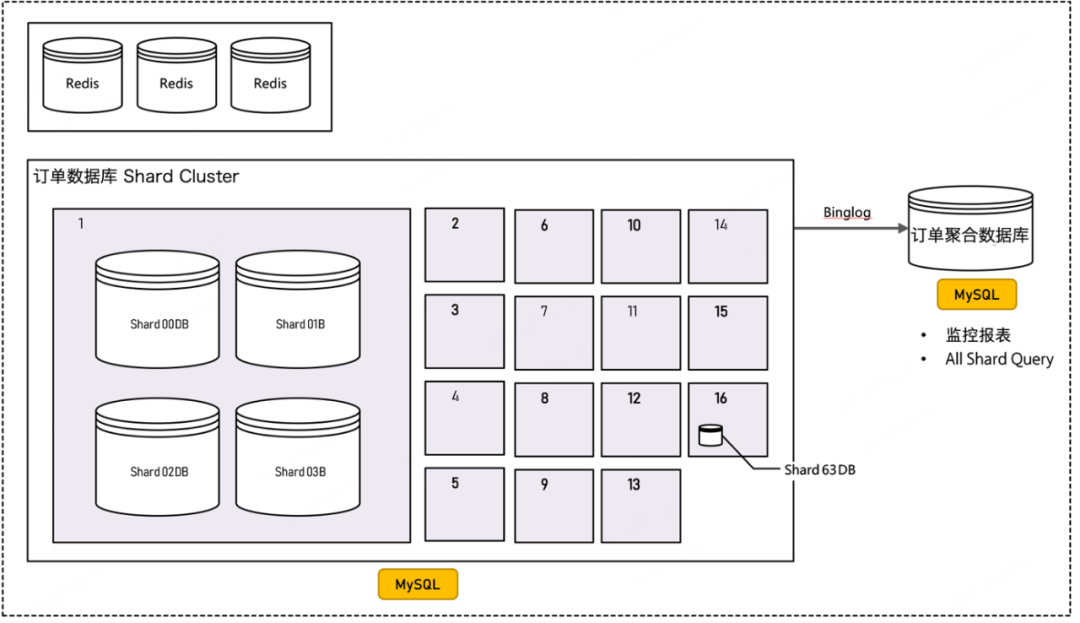 Redis
Redis
Redis
订单数据库 Shard Cluster
1
Shard 00DB
Shard 01B
Shard 02DB
Shard 03B
2
6
10
14
3
7
11
15
4
8
12
16
5
9
13
Shard 63DB
MySQL
Binglog
订单聚合数据库
MySQL
• 监控报表
• All Shard Query